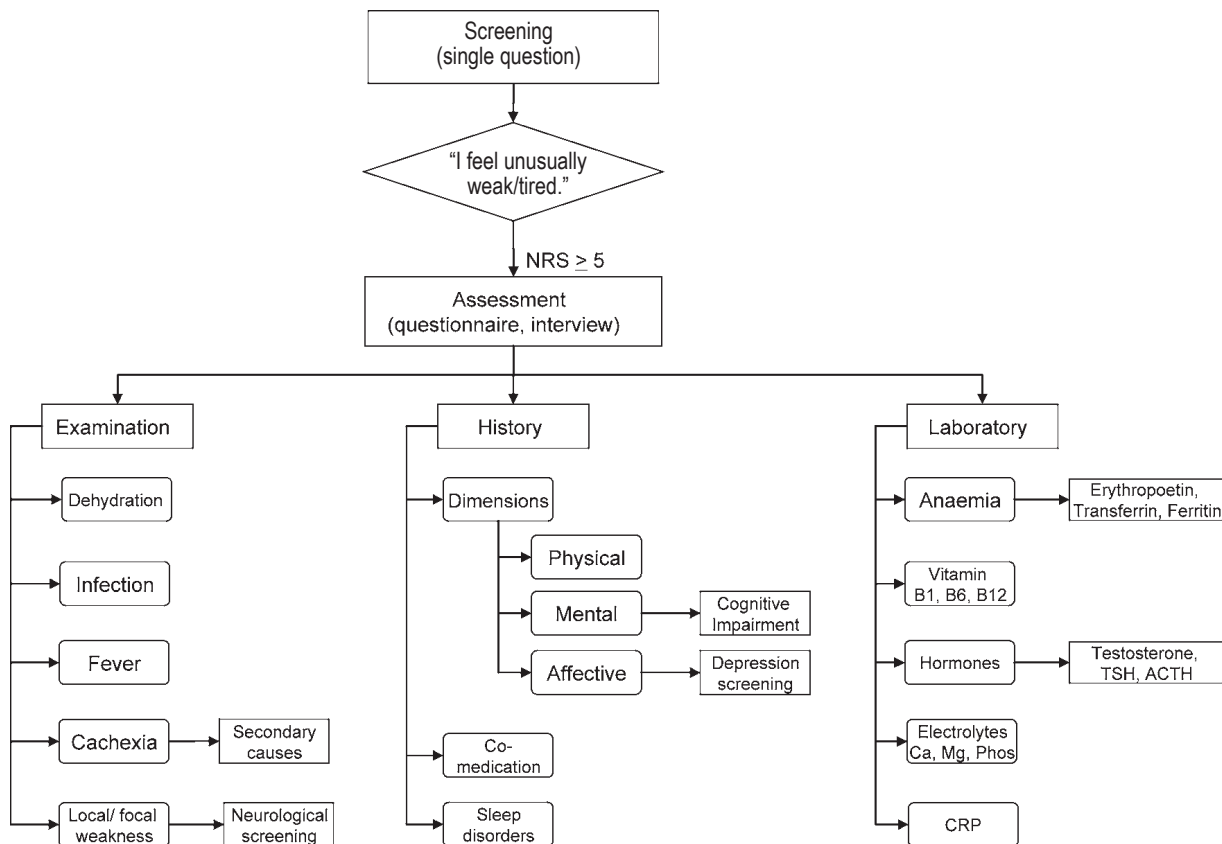 Screening
(single question)
“I feel unusually
weak/tired.”
NRS ≥ 5
Assessment
(questionnaire, interview)
Examination
Dehydration
Infection
Fever
Cachexia
Secondary
causes
Local/ focal
weakness
Neurological
screening
History
Dimensions
Physical
Mental
Cognitive
Impairment
Affective
Depression
screening
Co-
medication
Sleep
disorders
Laboratory
Anaemia
Erythropoetin,
Transferrin, Ferritin
Vitamin
B1, B6, B12
Hormones
Testosterone,
TSH, ACTH
Electrolytes
Ca, Mg, Phos
CRP